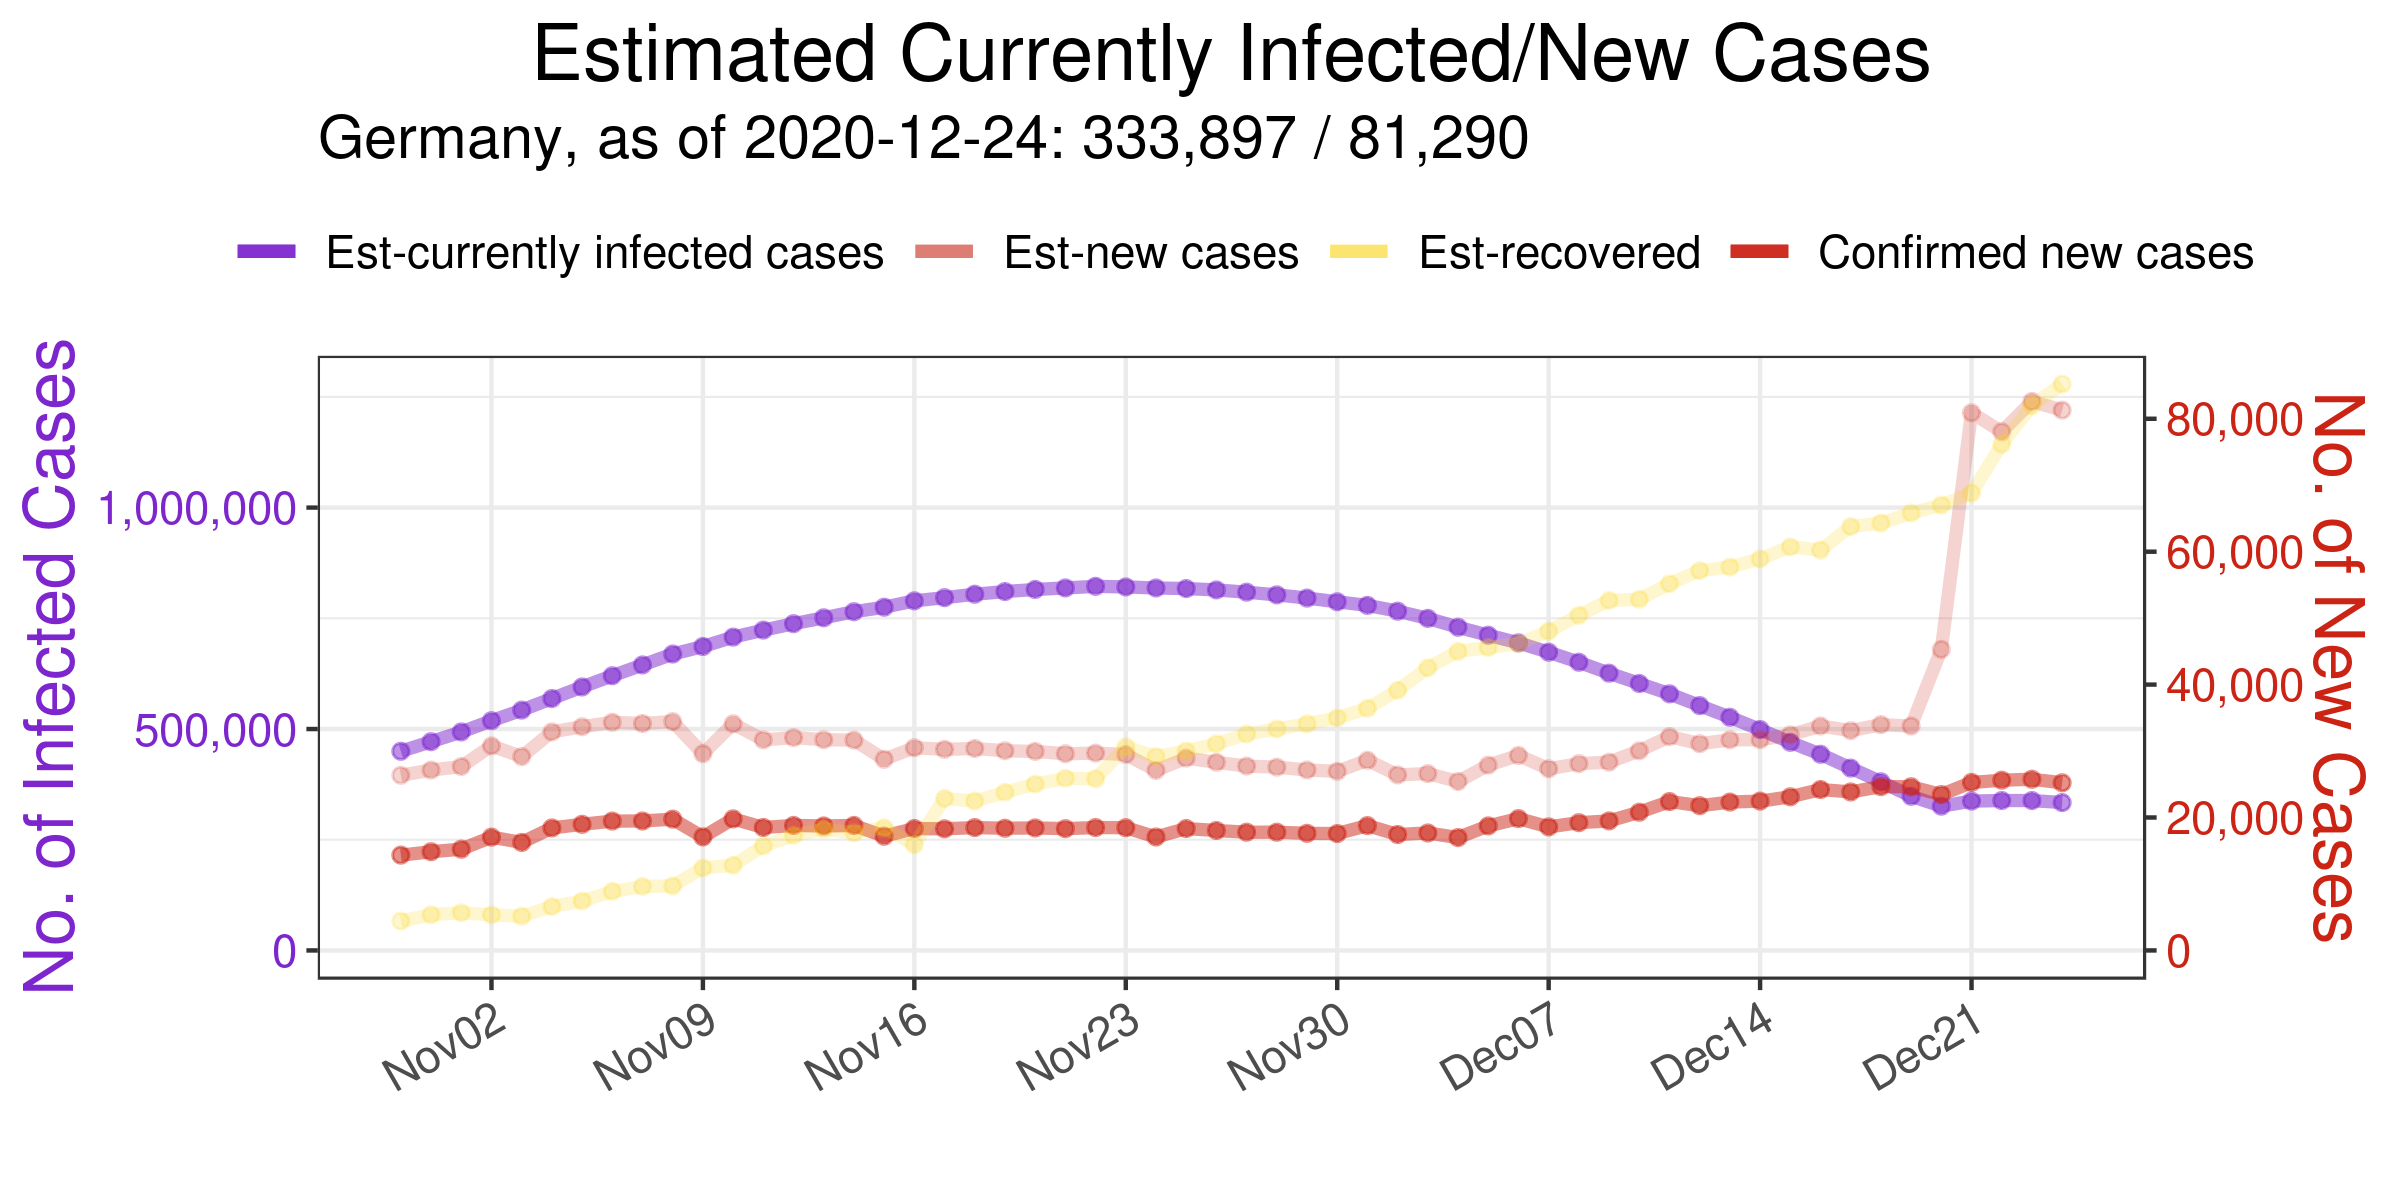 Estimated Currently Infected/New Cases
Germany, as of 2020-12-24: 333,897 / 81,290
Est-currently infected cases
Est-new cases
Est-recovered
Confirmed new cases
No. of Infected Cases
1,000,000
500,000
0
80,000
60,000
40,000
20,000
0
No. of New Cases
Nov02
Nov09
Nov16
Nov23
Nov30
Dec07
Dec14
Dec21